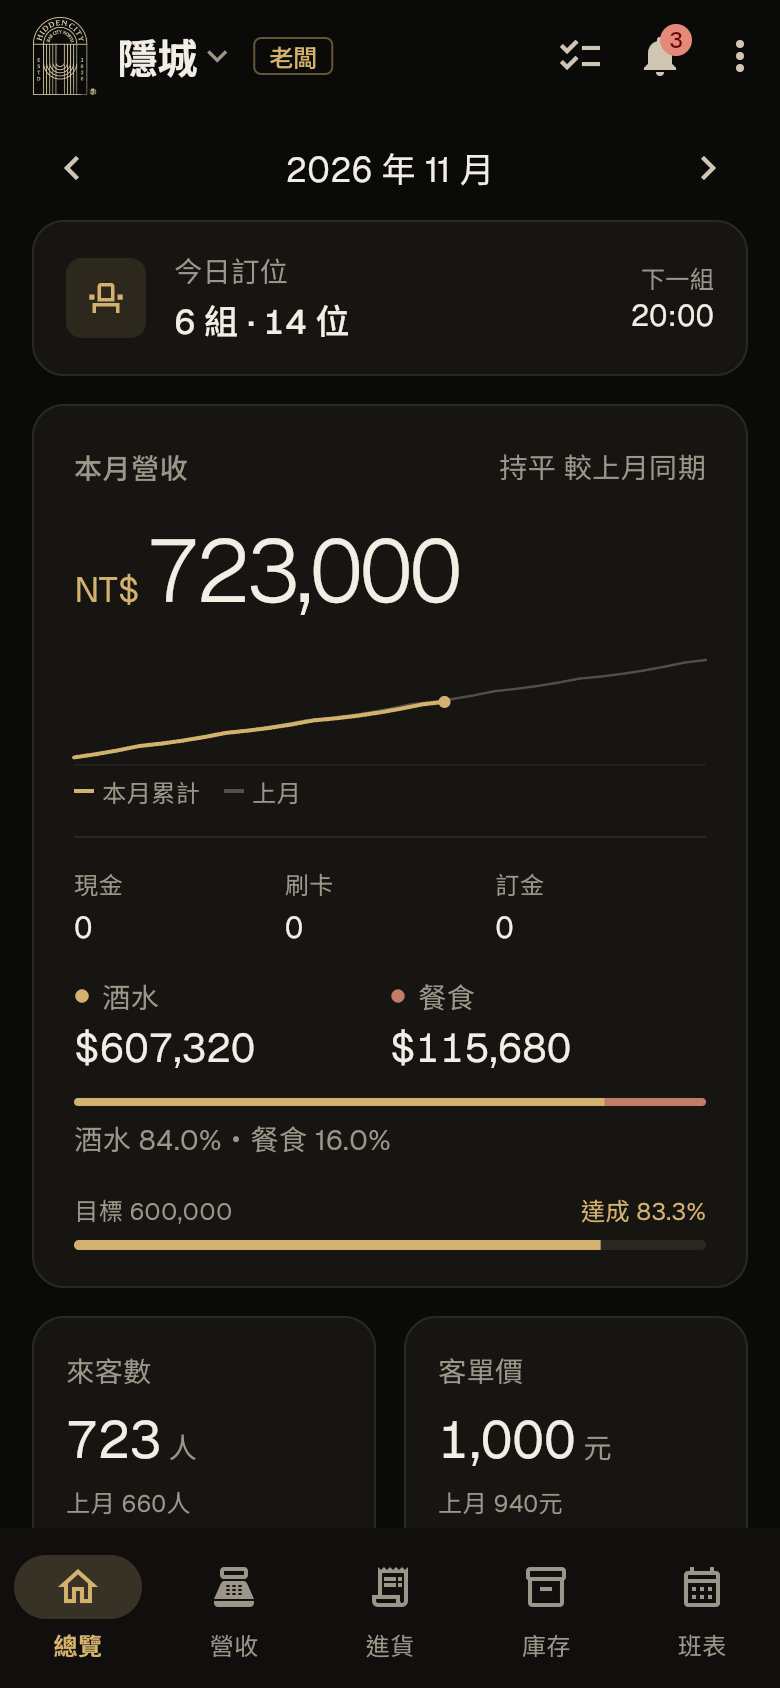 HIDDENCITY
隱城
老闆
3
2026 年 11 月
今日訂位
6 組 · 14 位
下一組
20:00
本月營收
持平 較上月同期
NT$ 723,000
本月累計
上月
現金
刷卡
訂金
0
0
0
酒水
餐食
$607,320
$115,680
酒水 84.0% • 餐食 16.0%
目標 600,000
達成 83.3%
來客數
客單價
723 人
1,000 元
上月 660人
上月 940元
總覽
營收
進貨
庫存
班表